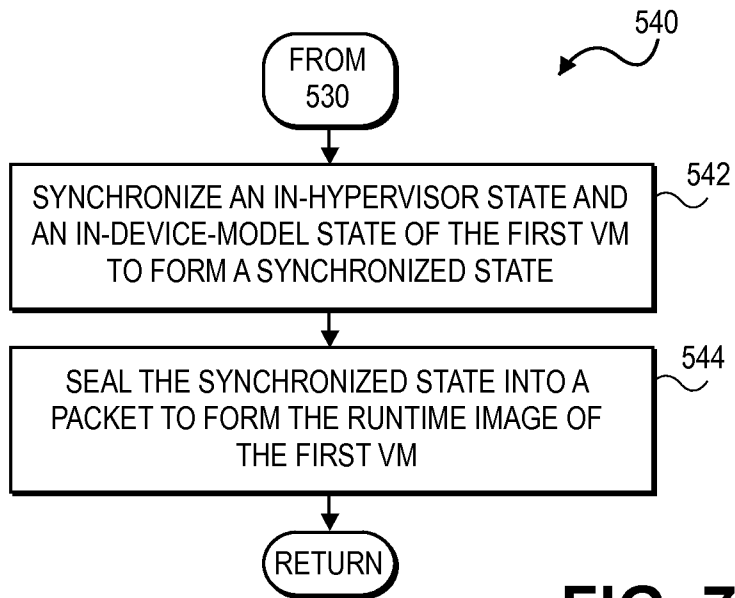 540
FROM
530
542
SYNCHRONIZE AN IN-HYPERVISOR STATE AND
AN IN-DEVICE-MODEL STATE OF THE FIRST VM
TO FORM A SYNCHRONIZED STATE
544
SEAL THE SYNCHRONIZED STATE INTO A
PACKET TO FORM THE RUNTIME IMAGE OF
THE FIRST VM
RETURN
FIG. 7